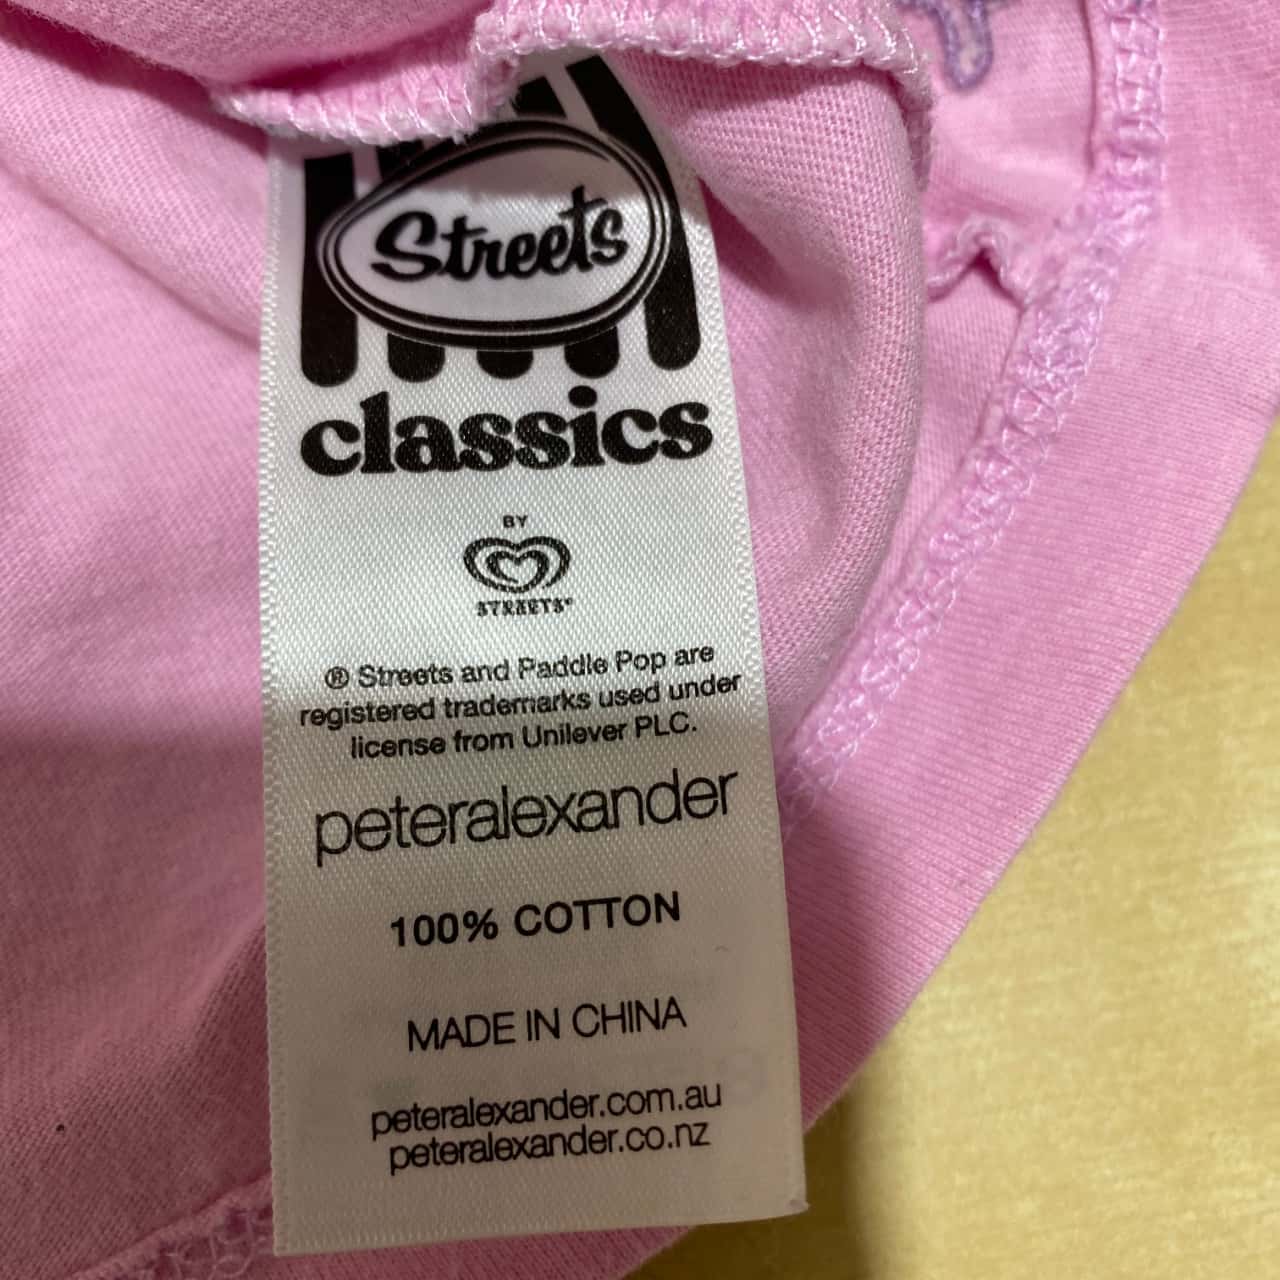 Streets
classics
BY
STREETS®
® Streets and Paddle Pop are
registered trademarks used under
license from Unilever PLC.
peteralexander
100% COTTON
MADE IN CHINA
peteralexander.com.au
peteralexander.co.nz